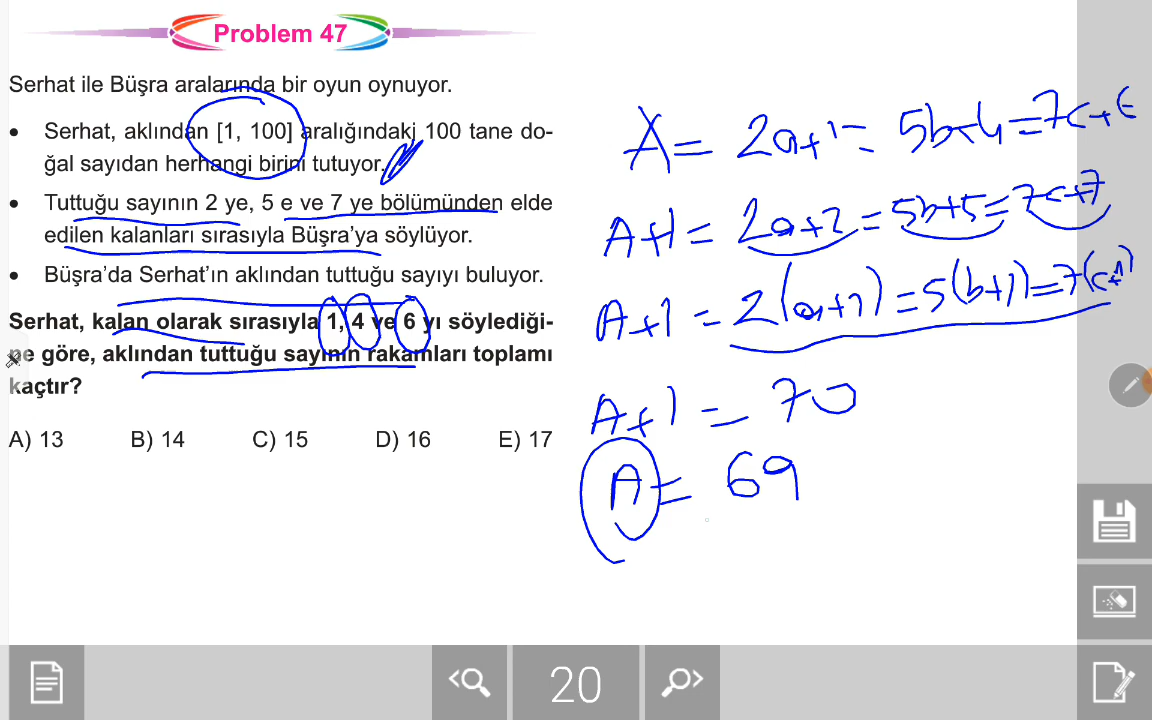 Problem 47
Serhat ile Büşra aralarında bir oyun oynuyor.
• Serhat, aklından [1, 100] aralığındaki 100 tane do-
ğal sayıdan herhangi birini tutuyor.
• Tuttuğu sayının 2 ye, 5 e ve 7 ye bölümünden elde
edilen kalanları sırasıyla Büşra'ya söylüyor.
• Büşra'da Serhat'ın aklından tuttuğu sayıyı buluyor.
Serhat, kalan olarak sırasıyla 1, 4 ve 6 yı söylediği-
ne göre, aklından tuttuğu sayının rakamları toplamı
kaçtır?
A) 13 B) 14 C) 15 D) 16 E) 17
A = 2a+1 = 5b+4 = 7c+6
A+1 = 2a+2 = 5b+5 = 7c+7
A+1 = 2(a+1) = 5(b+1) = 7(c+1)
A+1 = 70
A = 69
20